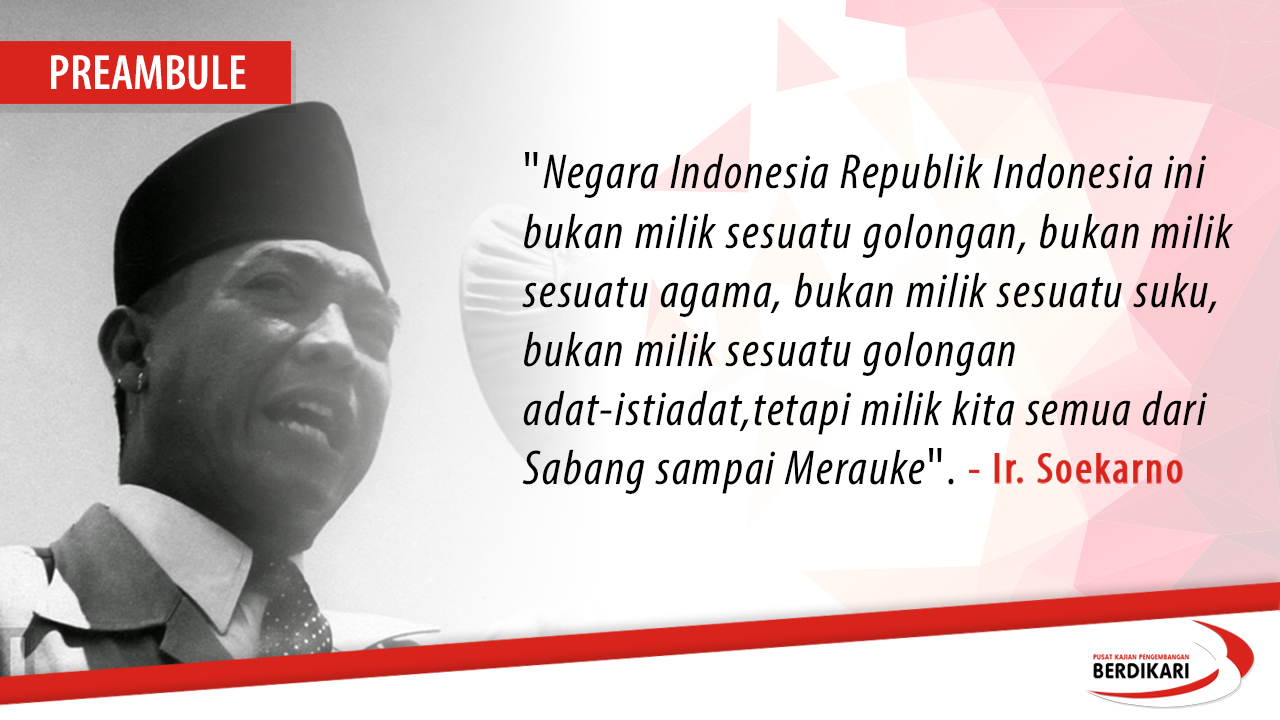 PREAMBULE
"Negara Indonesia Republik Indonesia ini
bukan milik sesuatu golongan, bukan milik
sesuatu agama, bukan milik sesuatu suku,
bukan milik sesuatu golongan
adat-istiadat,tetapi milik kita semua dari
Sabang sampai Merauke". - Ir. Soekarno
PUSAT KAJIAN PENGEMBANGAN
BERDIKARI